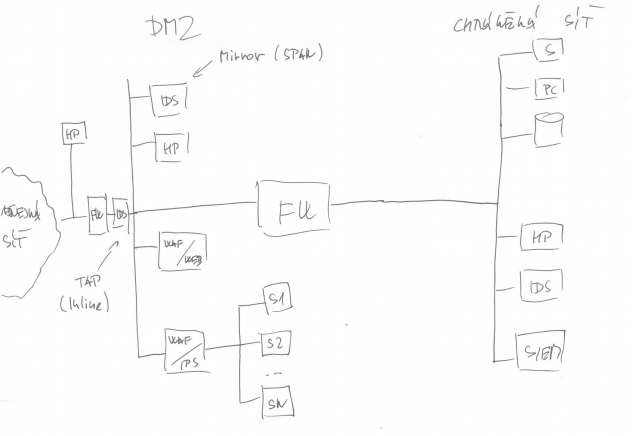 DMZ
CHRÁNĚNÁ SÍŤ
Mirror (SPAN)
S
IDS
PC
HP
HP
FW
IDS
FW
SÍŤ
WAF
/WEB
HP
TAP
(Inline)
IDS
S1
WAF
/IPS
S2
SIEM
...
SN